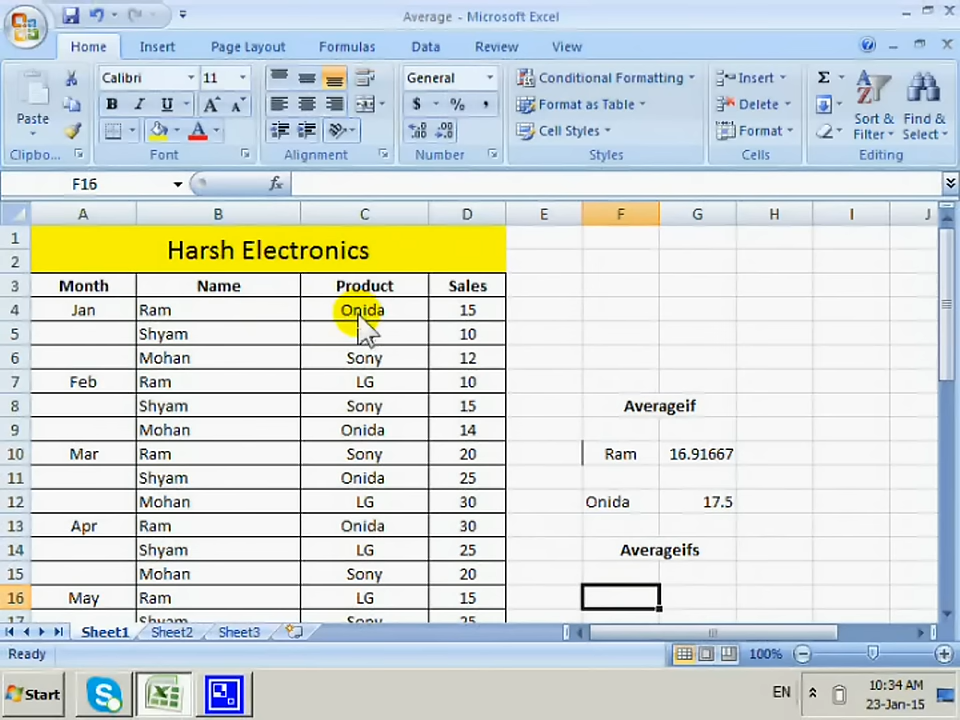 Average - Microsoft Excel
Home Insert Page Layout Formulas Data Review View
Paste
Calibri 11
General
Conditional Formatting
Format as Table
Cell Styles
Insert
Delete
Format
Sort & Filter
Find & Select
Clipbo... Font Alignment Number Styles Cells Editing
F16 fx
A B C D E F G H I J
1 Harsh Electronics
2
3 Month Name Product Sales
4 Jan Ram Onida 15
5 Shyam 10
6 Mohan Sony 12
7 Feb Ram LG 10
8 Shyam Sony 15 Averageif
9 Mohan Onida 14
10 Mar Ram Sony 20 Ram 16.91667
11 Shyam Onida 25
12 Mohan LG 30 Onida 17.5
13 Apr Ram Onida 30
14 Shyam LG 25 Averageifs
15 Mohan Sony 20
16 May Ram LG 15
17 Shyam Sony 25
Sheet1 Sheet2 Sheet3
Ready 100%
Start EN 10:34 AM
23-Jan-15